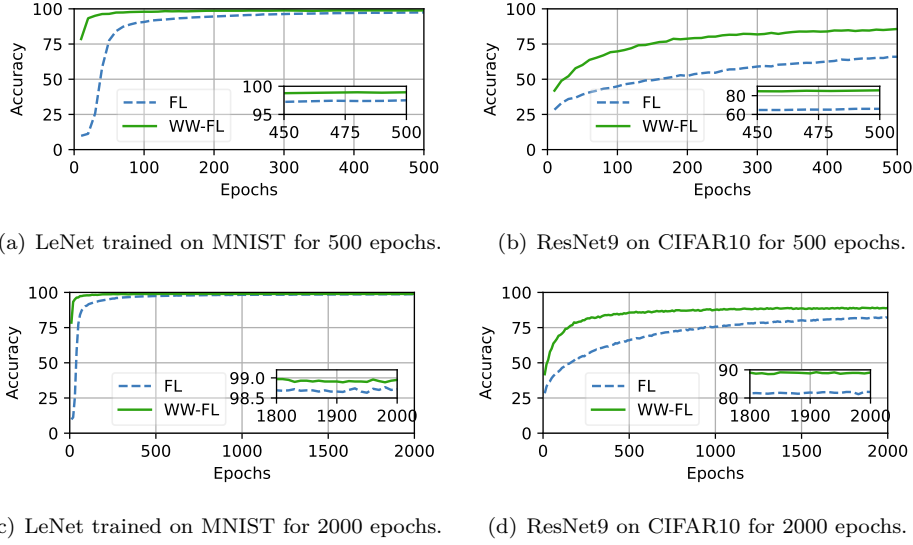 100
75
50
25
0
Accuracy
FL
WW-FL
100
95
450 475 500
0 100 200 300 400 500
Epochs
(a) LeNet trained on MNIST for 500 epochs.
100
75
50
25
0
Accuracy
FL
WW-FL
80
60
450 475 500
0 100 200 300 400 500
Epochs
(b) ResNet9 on CIFAR10 for 500 epochs.
100
75
50
25
0
Accuracy
FL
WW-FL
99.0
98.5
1800 1900 2000
0 500 1000 1500 2000
Epochs
c) LeNet trained on MNIST for 2000 epochs.
100
75
50
25
0
Accuracy
FL
WW-FL
90
80
1800 1900 2000
0 500 1000 1500 2000
Epochs
(d) ResNet9 on CIFAR10 for 2000 epochs.